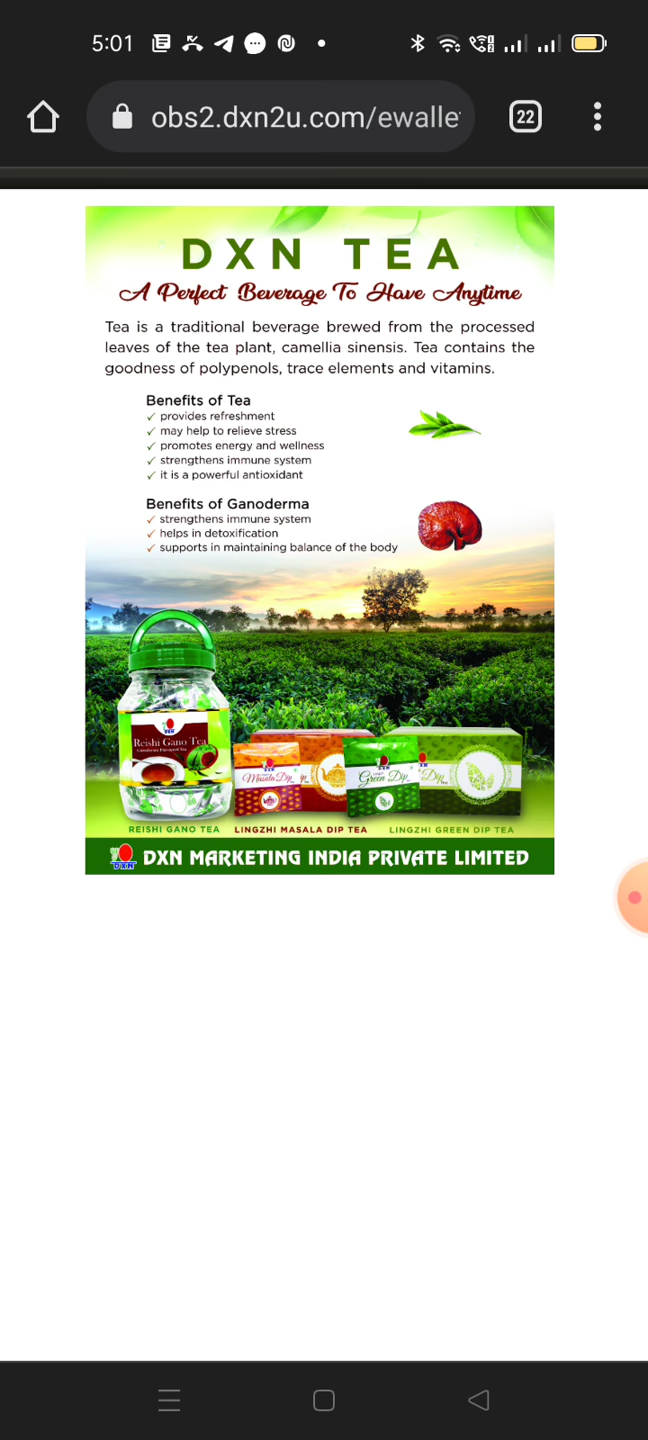 5:01
obs2.dxn2u.com/ewalle
22
DXN TEA
A Perfect Beverage To Have Anytime
Tea is a traditional beverage brewed from the processed
leaves of the tea plant, camellia sinensis. Tea contains the
goodness of polypenols, trace elements and vitamins.
Benefits of Tea
✓ provides refreshment
✓ may help to relieve stress
✓ promotes energy and wellness
✓ strengthens immune system
✓ it is a powerful antioxidant
Benefits of Ganoderma
✓ strengthens immune system
✓ helps in detoxification
✓ supports in maintaining balance of the body
DXN
Reishi Gano Tea
Masala Dip
Green Dip
Dip
REISHI GANO TEA LINGZHI MASALA DIP TEA LINGZHI GREEN DIP TEA
DXN DXN MARKETING INDIA PRIVATE LIMITED